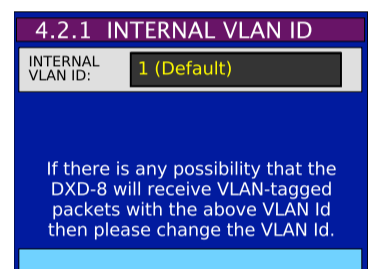 4.2.1 INTERNAL VLAN ID
INTERNAL
VLAN ID:
1 (Default)
If there is any possibility that the
DXD-8 will receive VLAN-tagged
packets with the above VLAN Id
then please change the VLAN Id.